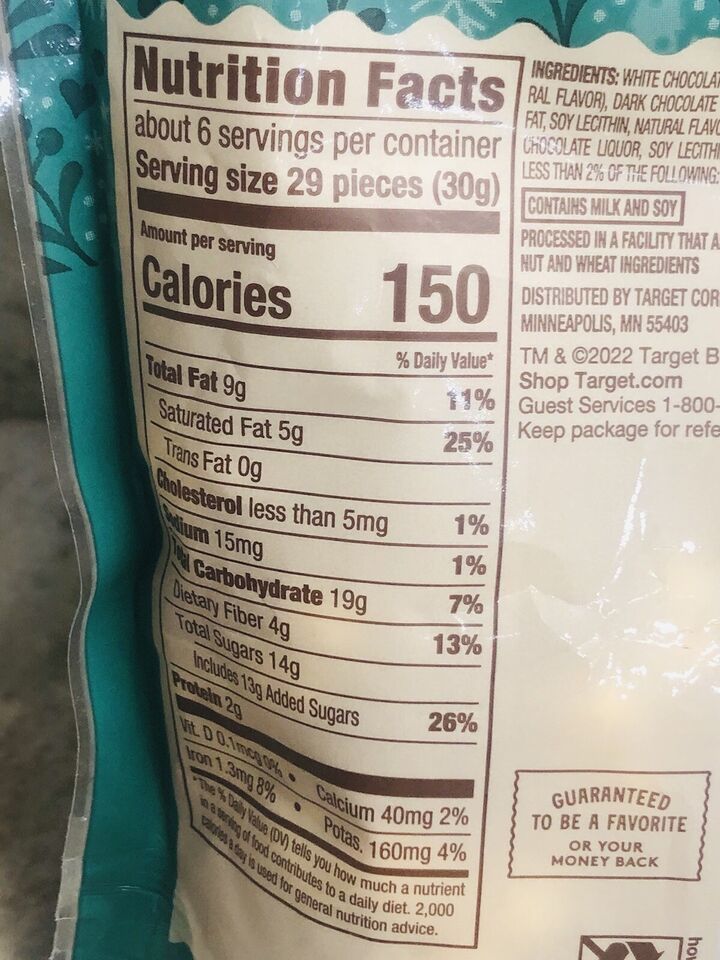 Nutrition Facts
about 6 servings per container
Serving size 29 pieces (30g)
Amount per serving
Calories 150
% Daily Value*
Total Fat 9g 11%
Saturated Fat 5g 25%
Trans Fat 0g
Cholesterol less than 5mg 1%
Sodium 15mg 1%
Total Carbohydrate 19g 7%
Dietary Fiber 4g 13%
Total Sugars 14g
Includes 13g Added Sugars 26%
Protein 2g
Vit. D 0.1mcg 0% • Calcium 40mg 2%
Iron 1.3mg 8% • Potas. 160mg 4%
*The % Daily Value (DV) tells you how much a nutrient
in a serving of food contributes to a daily diet. 2,000
calories a day is used for general nutrition advice.
INGREDIENTS: WHITE CHOCOLAT
RAL FLAVOR), DARK CHOCOLATE
FAT, SOY LECITHIN, NATURAL FLAV
CHOCOLATE LIQUOR, SOY LECITHI
LESS THAN 2% OF THE FOLLOWING:
CONTAINS MILK AND SOY
PROCESSED IN A FACILITY THAT A
NUT AND WHEAT INGREDIENTS
DISTRIBUTED BY TARGET COR
MINNEAPOLIS, MN 55403
TM & ©2022 Target B
Shop Target.com
Guest Services 1-800-
Keep package for refe
GUARANTEED
TO BE A FAVORITE
OR YOUR
MONEY BACK
how